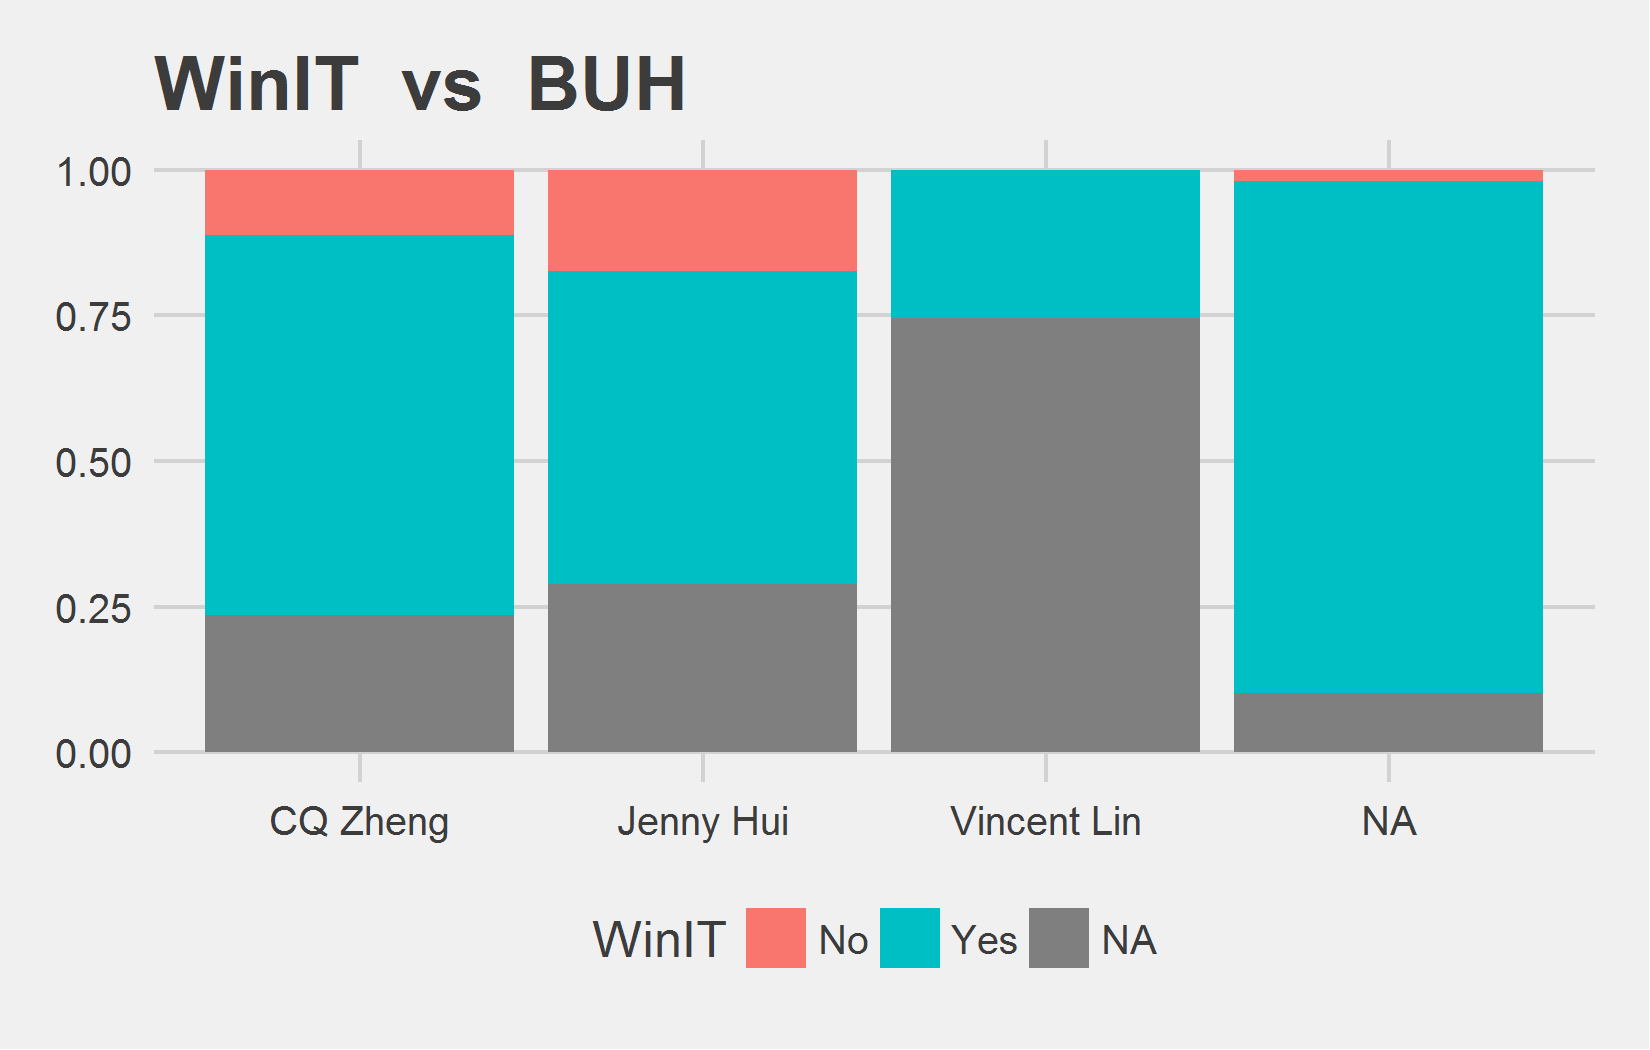 WinIT vs BUH
1.00
0.75
0.50
0.25
0.00
CQ Zheng Jenny Hui Vincent Lin NA
WinIT No Yes NA